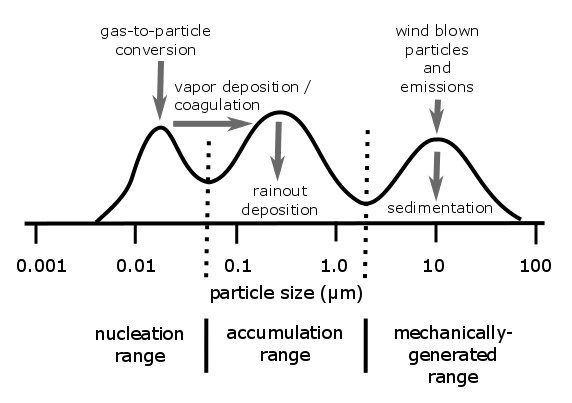 gas-to-particle
conversion
wind blown
particles
and
emissions
vapor deposition /
coagulation
rainout
deposition
sedimentation
0.001
0.01
0.1
1.0
10
100
particle size (µm)
nucleation
range
accumulation
range
mechanically-
generated
range